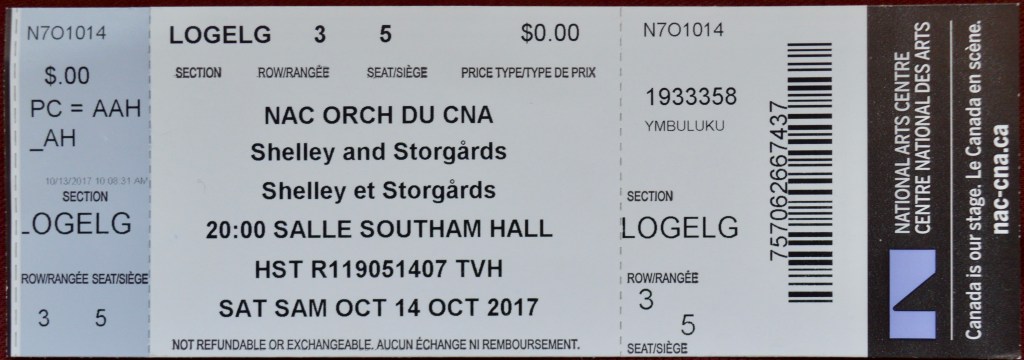 N7O1014
$.00
PC = AAH
_AH
10/13/2017 10:09:31 AM
SECTION
LOGELG
ROW/RANGÉE SEAT/SIÈGE
3 5
LOGELG 3 5 $0.00
SECTION ROW/RANGÉE SEAT/SIÈGE PRICE TYPE/TYPE DE PRIX
NAC ORCH DU CNA
Shelley and Storgårds
Shelley et Storgårds
20:00 SALLE SOUTHAM HALL
HST R119051407 TVH
SAT SAM OCT 14 OCT 2017
NOT REFUNDABLE OR EXCHANGEABLE. AUCUN ÉCHANGE NI REMBOURSEMENT.
N7O1014
1933358
YMBULUKU
SECTION
LOGELG
ROW/RANGÉE
3
5
SEAT/SIÈGE
757062667437
NATIONAL ARTS CENTRE
CENTRE NATIONAL DES ARTS
Canada is our stage. Le Canada en scène.
nac-cna.ca